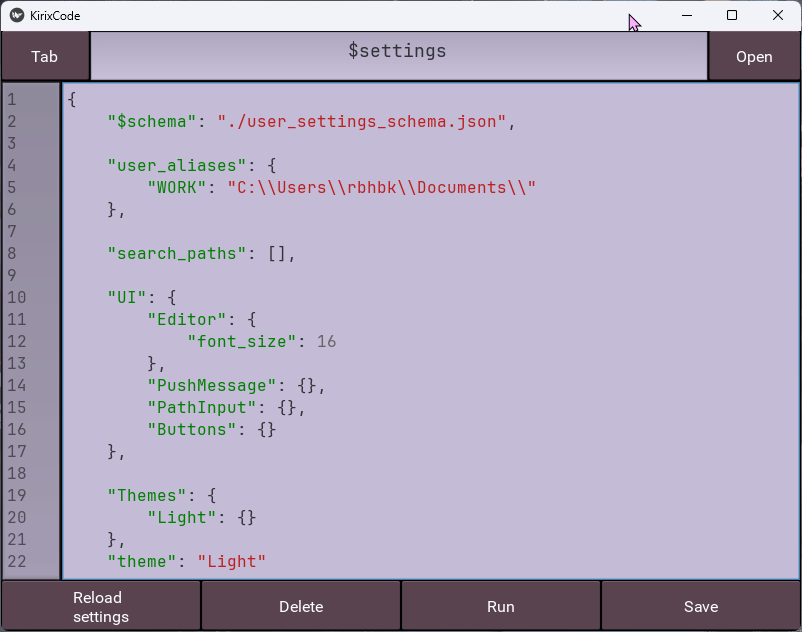 KirixCode
Tab
$settings
Open
1 {
2     "$schema": "./user_settings_schema.json",
3
4     "user_aliases": {
5         "WORK": "C:\\Users\\rbhbk\\Documents\\"
6     },
7
8     "search_paths": [],
9
10     "UI": {
11         "Editor": {
12             "font_size": 16
13         },
14         "PushMessage": {},
15         "PathInput": {},
16         "Buttons": {}
17     },
18
19     "Themes": {
20         "Light": {}
21     },
22     "theme": "Light"
Reload
settings
Delete
Run
Save